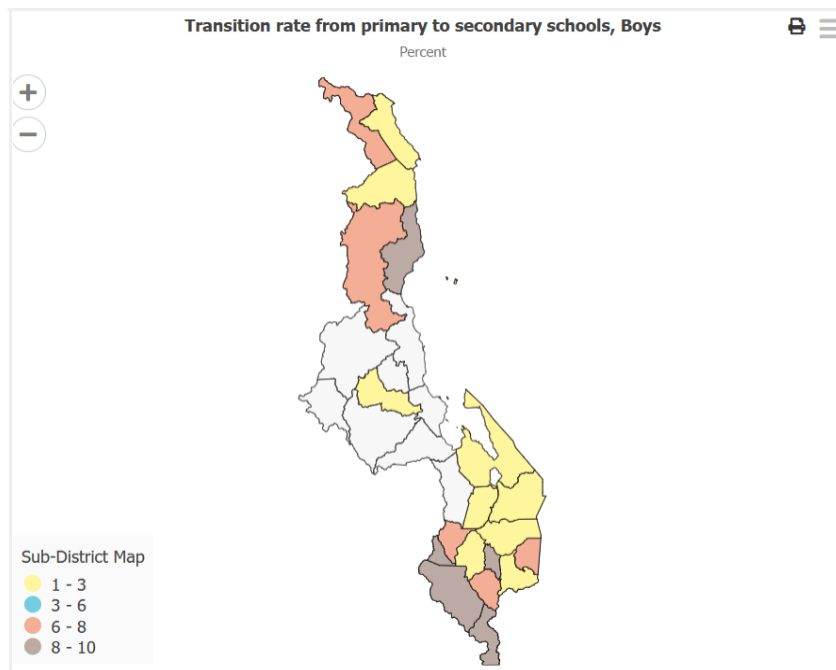 Transition rate from primary to secondary schools, Boys
Percent
Sub-District Map
1 - 3
3 - 6
6 - 8
8 - 10